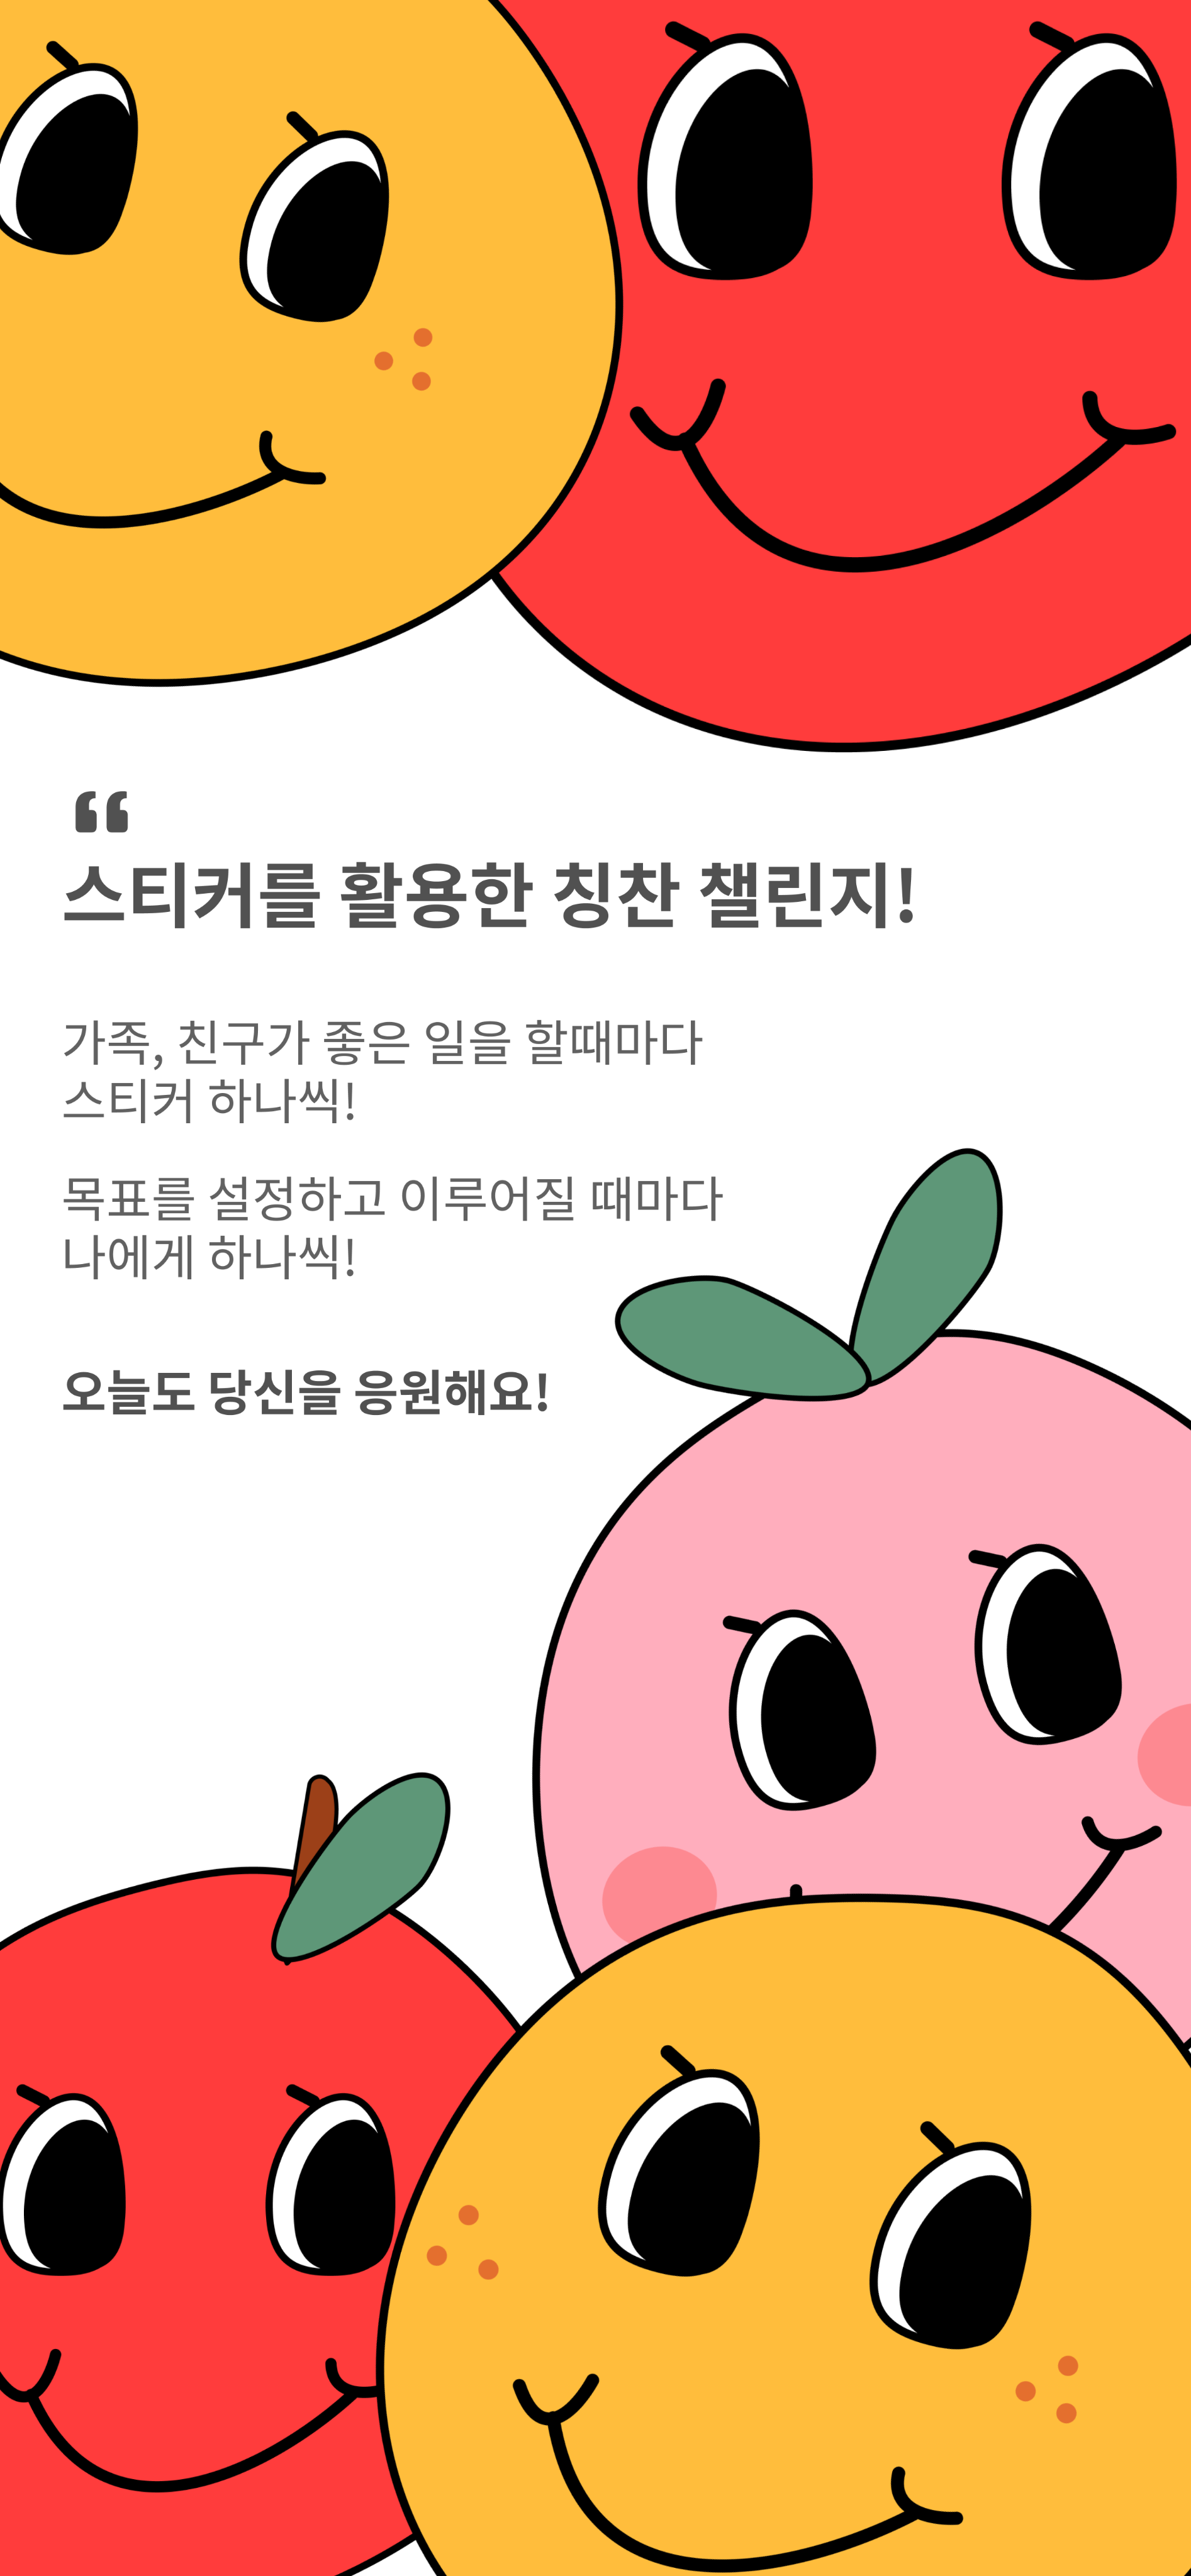 “
스티커를 활용한 칭찬 챌린지!
가족, 친구가 좋은 일을 할때마다
스티커 하나씩!
목표를 설정하고 이루어질 때마다
나에게 하나씩!
오늘도 당신을 응원해요!